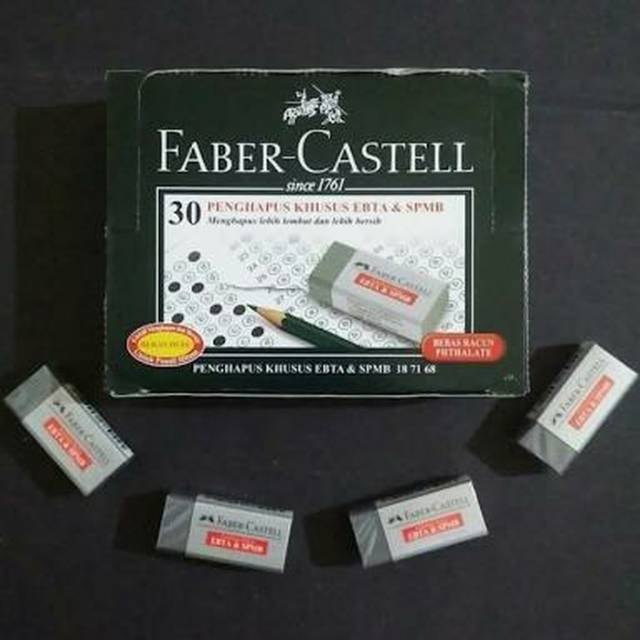 FABER-CASTELL
since 1761
30 PENGHAPUS KHUSUS EBTA & SPMB
Menghapus lebih lembut dan lebih bersih
FABER-CASTELL
EBTA & SPMB
BEBAS RACUN
PHTHALATE
PENGHAPUS KHUSUS EBTA & SPMB 18 71 68
FABER-CASTELL
EBTA & SPMB
FABER-CASTELL
EBTA & SPMB
FABER-CASTELL
EBTA & SPMB
FABER-CASTELL
EBTA & SPMB